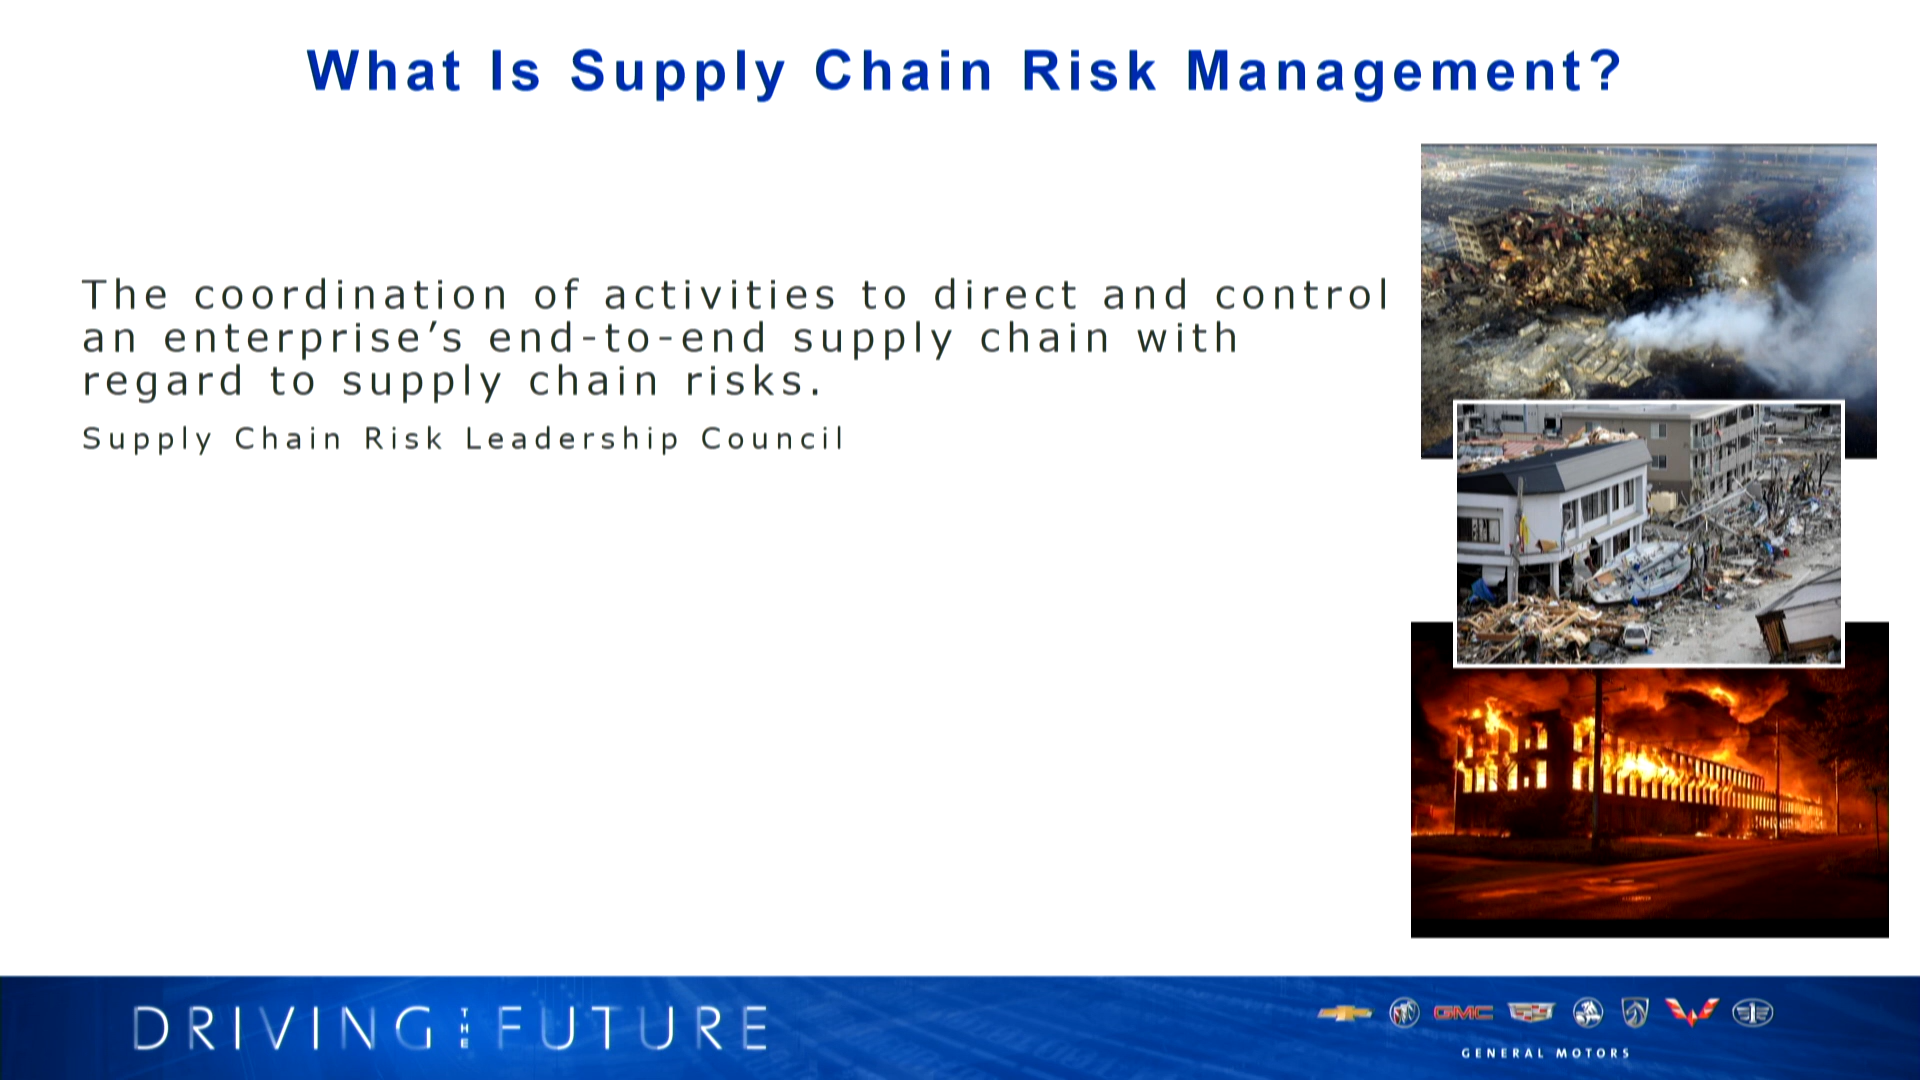 What Is Supply Chain Risk Management?
The coordination of activities to direct and control
an enterprise’s end-to-end supply chain with
regard to supply chain risks.
Supply Chain Risk Leadership Council
DRIVING THE FUTURE
GMC
GENERAL MOTORS